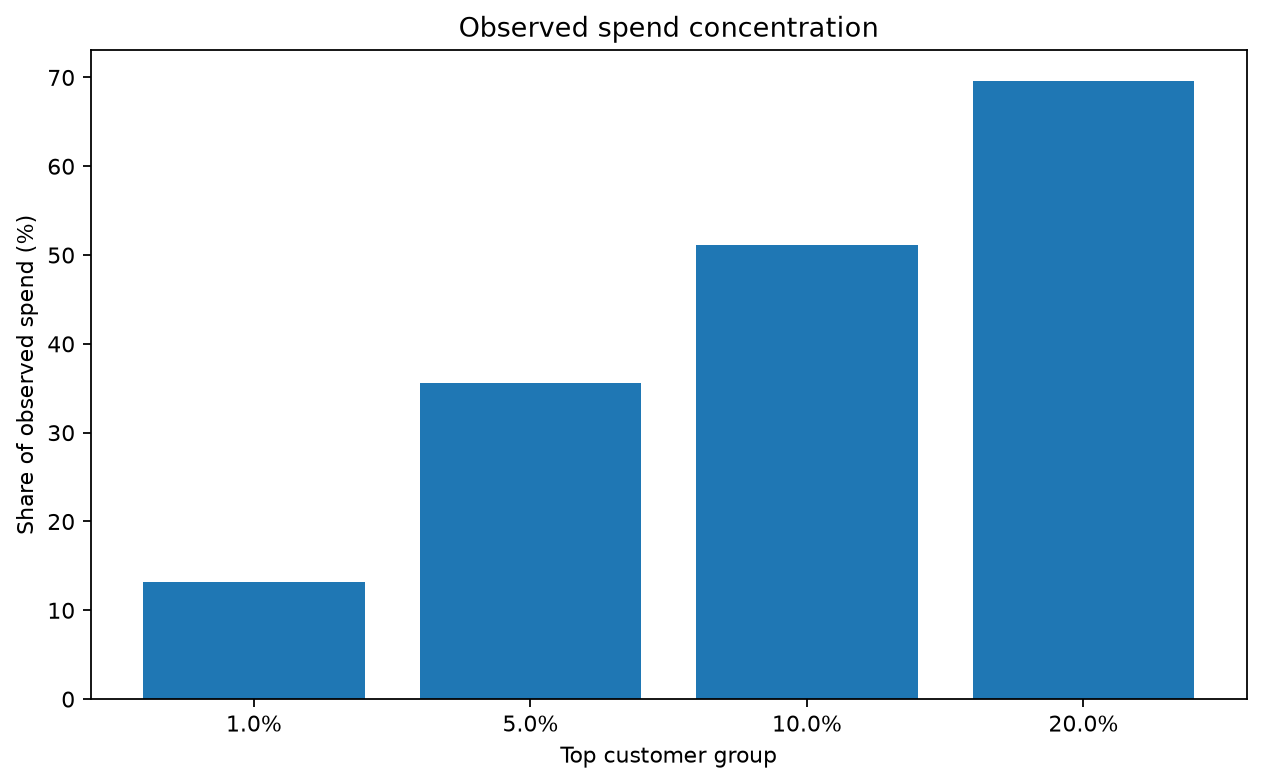 Observed spend concentration
Share of observed spend (%)
70
60
50
40
30
20
10
0
1.0% 5.0% 10.0% 20.0%
Top customer group